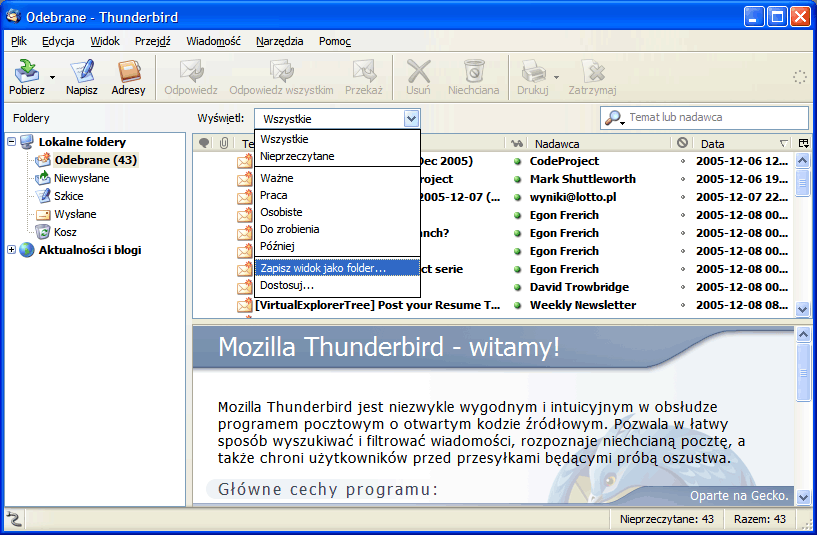 Odebrane - Thunderbird
Plik Edycja Widok Przejdź Wiadomość Narzędzia Pomoc
Pobierz Napisz Adresy Odpowiedz Odpowiedz wszystkim Przekaż Usuń Niechciana Drukuj Zatrzymaj
Foldery
Wyświetl: Wszystkie
Temat lub nadawca
Lokalne foldery
Odebrane (43)
Niewysłane
Szkice
Wysłane
Kosz
Aktualności i blogi
Nadawca Data
Wszystkie
Nieprzeczytane
Ważne
Praca
Osobiste
Do zrobienia
Później
Zapisz widok jako folder...
Dostosuj...
Dec 2005) CodeProject 2005-12-06 12...
Mark Shuttleworth 2005-12-06 13...
2005-12-07 (... wyniki@lotto.pl 2005-12-07 22...
Egon Frerich 2005-12-08 00...
Egon Frerich 2005-12-08 00...
Egon Frerich 2005-12-08 00...
ct serie Egon Frerich 2005-12-08 00...
David Trowbridge 2005-12-08 00...
[VirtualExplorerTree] Post your Resume T... Weekly Newsletter 2005-12-08 08...
Mozilla Thunderbird - witamy!
Mozilla Thunderbird jest niezwykle wygodnym i intuicyjnym w obsłudze
programem pocztowym o otwartym kodzie źródłowym. Pozwala w łatwy
sposób wyszukiwać i filtrować wiadomości, rozpoznaje niechcianą pocztę, a
także chroni użytkowników przed przesyłkami będącymi próbą oszustwa.
Główne cechy programu:
Oparte na Gecko.
Nieprzeczytane: 43 Razem: 43